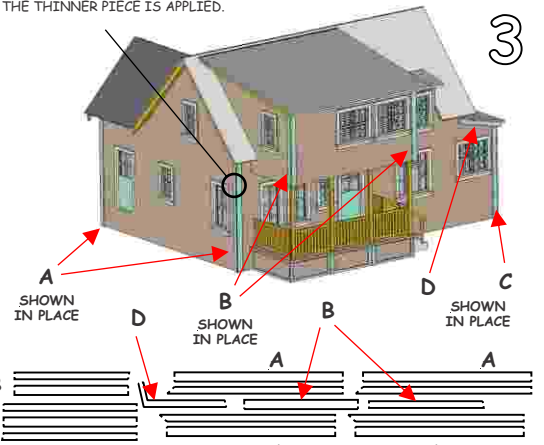 THE THINNER PIECE IS APPLIED.
3
A
SHOWN
IN PLACE
D
B
SHOWN
IN PLACE
B
D
C
SHOWN
IN PLACE
A
A